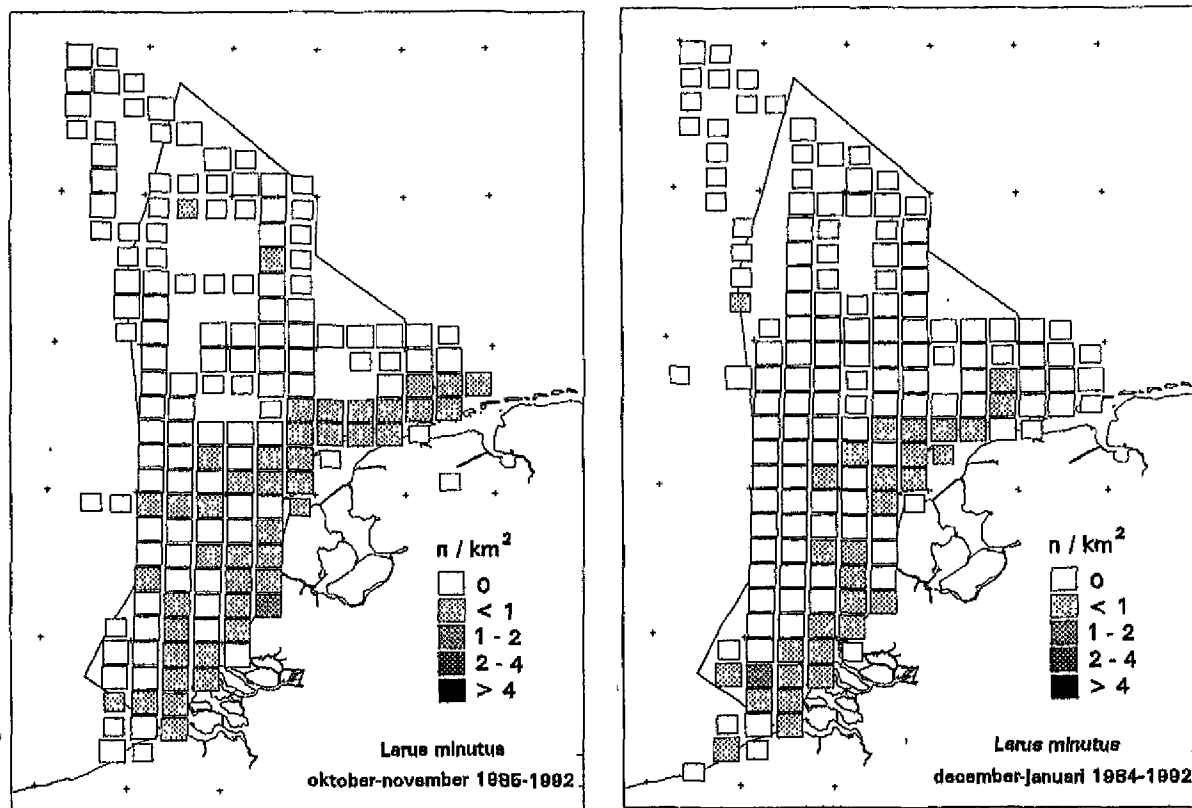 n / km²
0
< 1
1 - 2
2 - 4
> 4
Larus minutus
oktober-november 1985-1992
n / km²
0
< 1
1 - 2
2 - 4
> 4
Larus minutus
december-januari 1984-1992